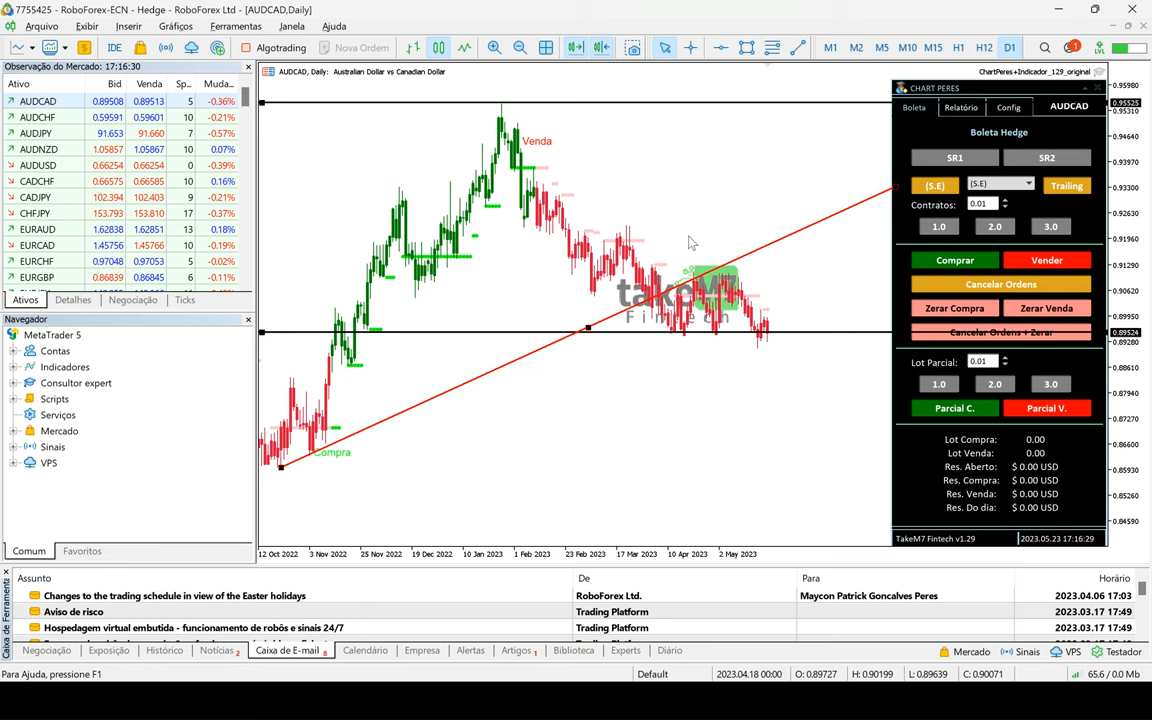 7755425 - RoboForex-ECN - Hedge - RoboForex Ltd - [AUDCAD,Daily]
Arquivo Exibir Inserir Gráficos Ferramentas Janela Ajuda
IDE Algotrading Nova Ordem M1 M2 M5 M10 M15 H1 H12 D1 1 LVL
Observação do Mercado: 17:16:30
Ativo Bid Venda Sp... Muda...
AUDCAD 0.89508 0.89513 5 -0.36%
AUDCHF 0.59591 0.59601 10 -0.21%
AUDJPY 91.653 91.660 7 -0.57%
AUDNZD 1.05857 1.05867 10 0.07%
AUDUSD 0.66254 0.66254 0 -0.39%
CADCHF 0.66575 0.66585 10 0.16%
CADJPY 102.394 102.403 9 -0.21%
CHFJPY 153.793 153.810 17 -0.37%
EURAUD 1.62838 1.62851 13 0.18%
EURCAD 1.45756 1.45766 10 -0.19%
EURCHF 0.97048 0.97053 5 -0.02%
EURGBP 0.86839 0.86845 6 -0.11%
Ativos Detalhes Negociação Ticks
Navegador
MetaTrader 5
Contas
Indicadores
Consultor expert
Scripts
Serviços
Mercado
Sinais
VPS
Comum Favoritos
AUDCAD, Daily: Australian Dollar vs Canadian Dollar
ChartPeres+Indicador_129_original
Venda
Compra
takeM7
Fintech
12 Oct 2022 3 Nov 2022 25 Nov 2022 19 Dec 2022 10 Jan 2023 1 Feb 2023 23 Feb 2023 17 Mar 2023 10 Apr 2023 2 May 2023
CHART PERES
Boleta Relatório Config AUDCAD
Boleta Hedge
SR1 SR2
(S.E) (S.E) Trailing
Contratos: 0.01
1.0 2.0 3.0
Comprar Vender
Cancelar Ordens
Zerar Compra Zerar Venda
Cancelar Ordens + Zerar
Lot Parcial: 0.01
1.0 2.0 3.0
Parcial C. Parcial V.
Lot Compra: 0.00
Lot Venda: 0.00
Res. Aberto: $ 0.00 USD
Res. Compra: $ 0.00 USD
Res. Venda: $ 0.00 USD
Res. Do dia: $ 0.00 USD
TakeM7 Fintech v1.29 2023.05.23 17:16:29
0.95980
0.95525
0.95310
0.94640
0.93970
0.93300
0.92630
0.91960
0.91290
0.90620
0.89950
0.89524
0.89280
0.88610
0.87940
0.87270
0.86600
0.85930
0.85260
0.84590
Caixa de Ferramenta
Assunto De Para Horário
Changes to the trading schedule in view of the Easter holidays RoboForex Ltd. Maycon Patrick Goncalves Peres 2023.04.06 17:03
Aviso de risco Trading Platform 2023.03.17 17:49
Hospedagem virtual embutida - funcionamento de robôs e sinais 24/7 Trading Platform 2023.03.17 17:49
Negociação Exposição Histórico Notícias 2 Caixa de E-mail 8 Calendário Empresa Alertas Artigos 1 Biblioteca Experts Diário Mercado Sinais VPS Testador
Para Ajuda, pressione F1 Default 2023.04.18 00:00 O: 0.89727 H: 0.90199 L: 0.89639 C: 0.90071 65.6 / 0.0 Mb